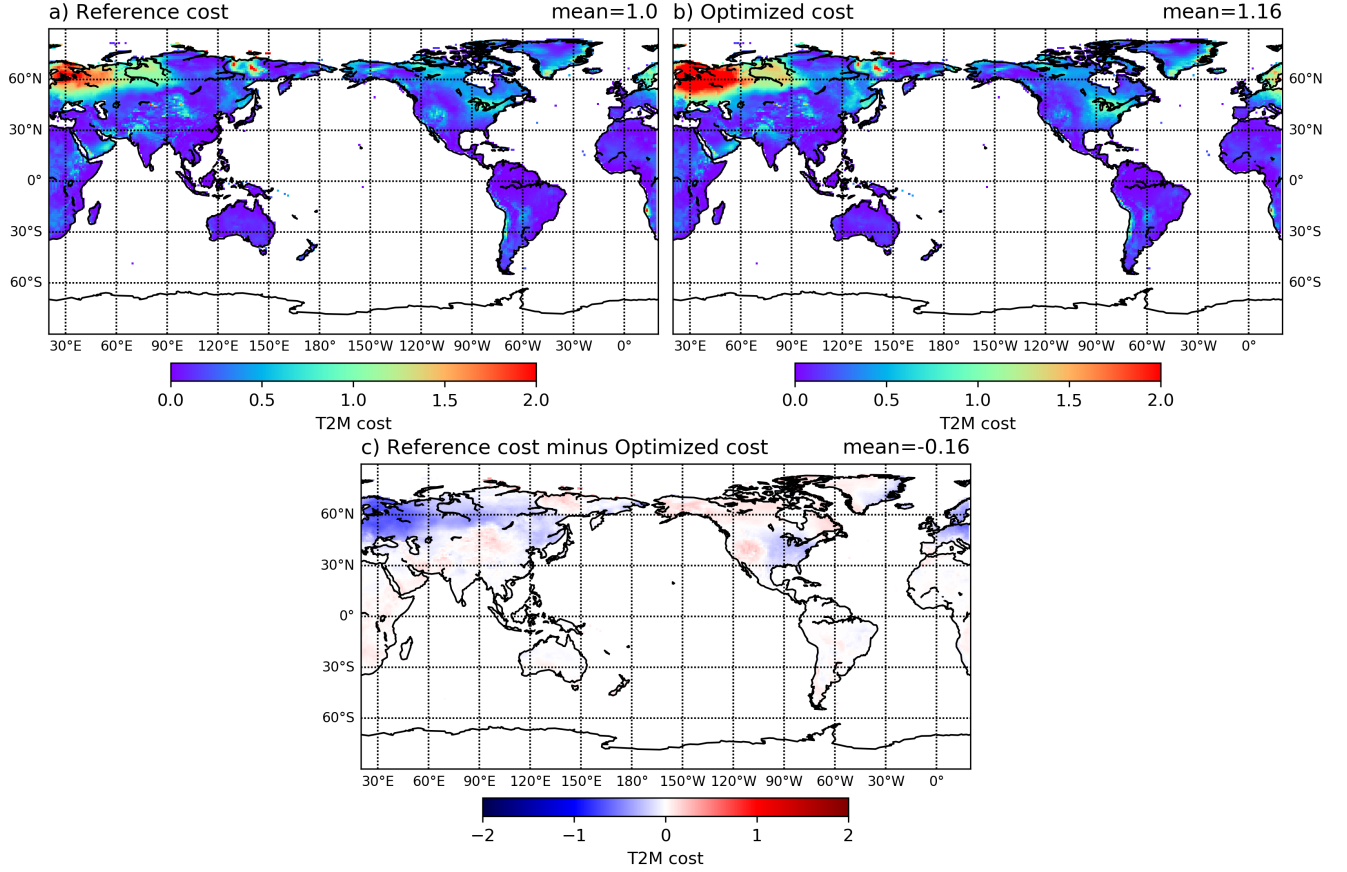 a) Reference cost mean=1.0
b) Optimized cost mean=1.16
60°N 60°N
30°N 30°N
0° 0°
30°S 30°S
60°S 60°S
30°E 60°E 90°E 120°E 150°E 180° 150°W 120°W 90°W 60°W 30°W 0°
30°E 60°E 90°E 120°E 150°E 180° 150°W 120°W 90°W 60°W 30°W 0°
0.0 0.5 1.0 1.5 2.0
T2M cost
0.0 0.5 1.0 1.5 2.0
T2M cost
c) Reference cost minus Optimized cost mean=-0.16
60°N
30°N
0°
30°S
60°S
30°E 60°E 90°E 120°E 150°E 180° 150°W 120°W 90°W 60°W 30°W 0°
−2 −1 0 1 2
T2M cost